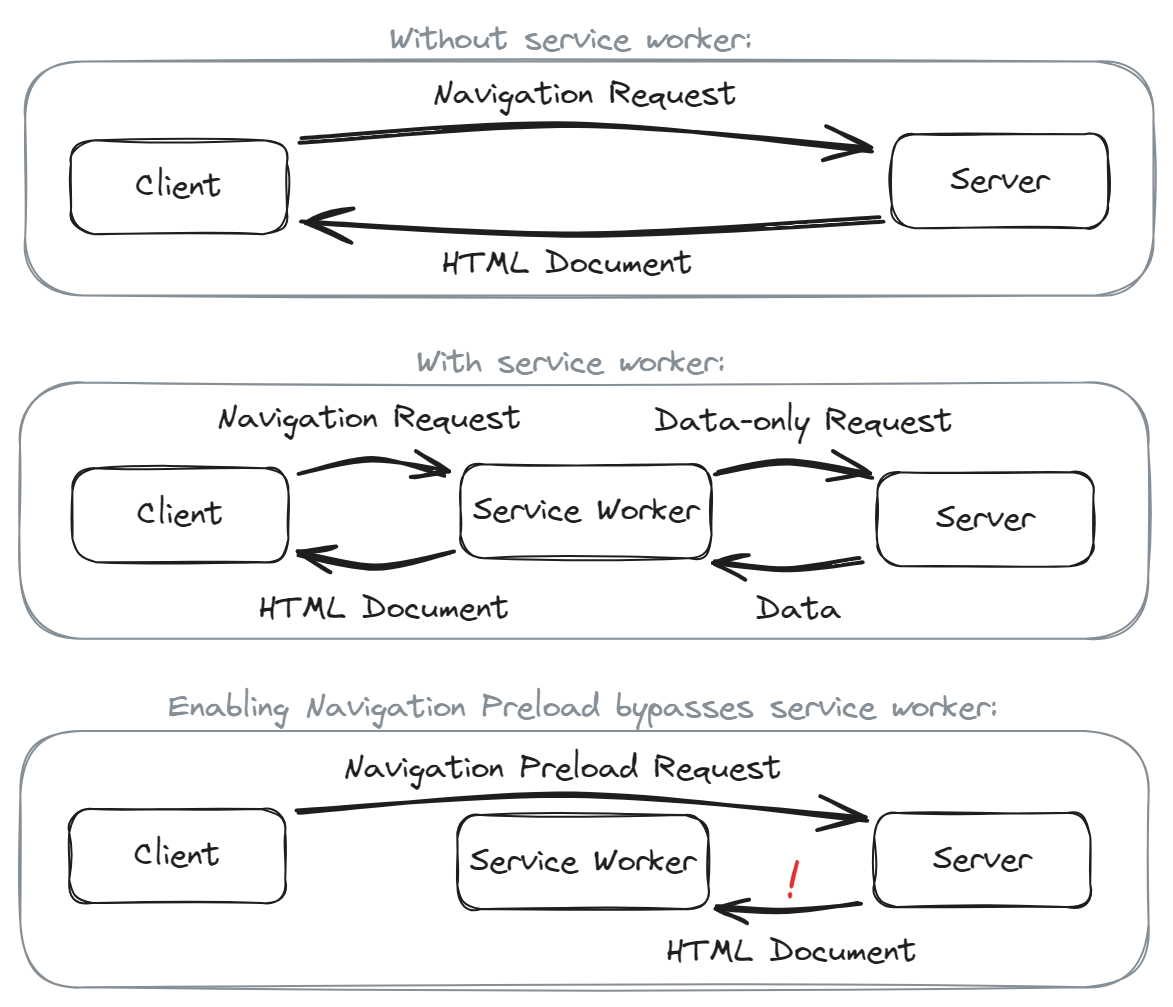 Without service worker:
Navigation Request
Client
Server
HTML Document
With service worker:
Navigation Request
Data-only Request
Client
Service Worker
Server
HTML Document
Data
Enabling Navigation Preload bypasses service worker:
Navigation Preload Request
Client
Service Worker
Server
!
HTML Document